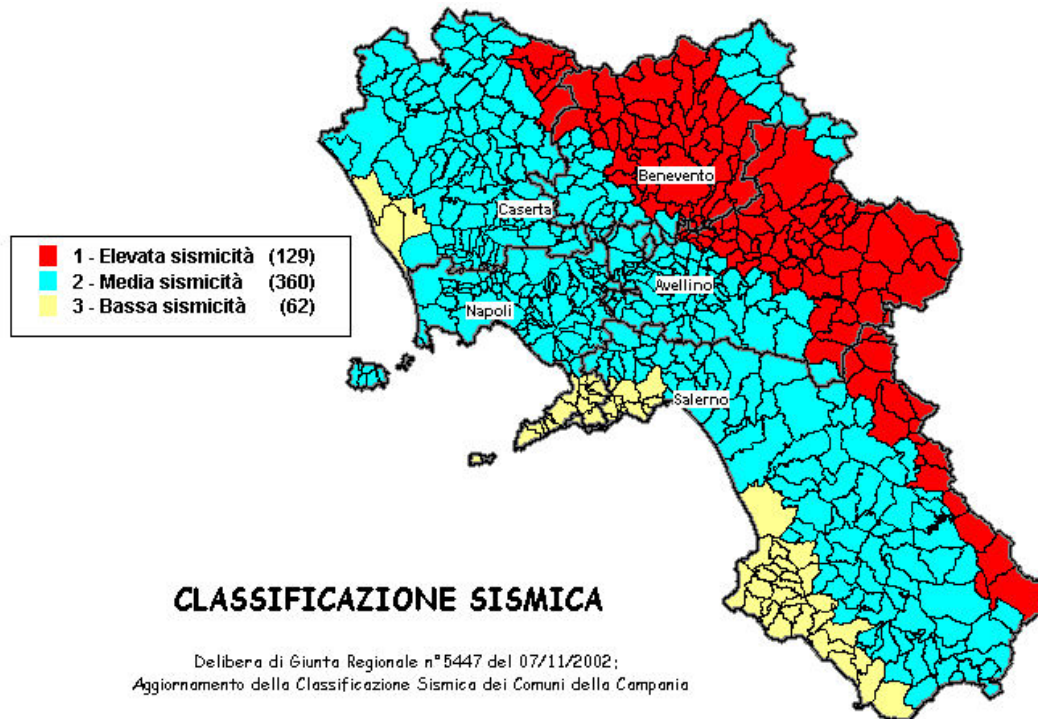 Benevento
Caserta
1 - Elevata sismicità (129)
2 - Media sismicità (360)
3 - Bassa sismicità (62)
Avellino
Napoli
Salerno
CLASSIFICAZIONE SISMICA
Delibera di Giunta Regionale n°5447 del 07/11/2002;
Aggiornamento della Classificazione Sismica dei Comuni della Campania